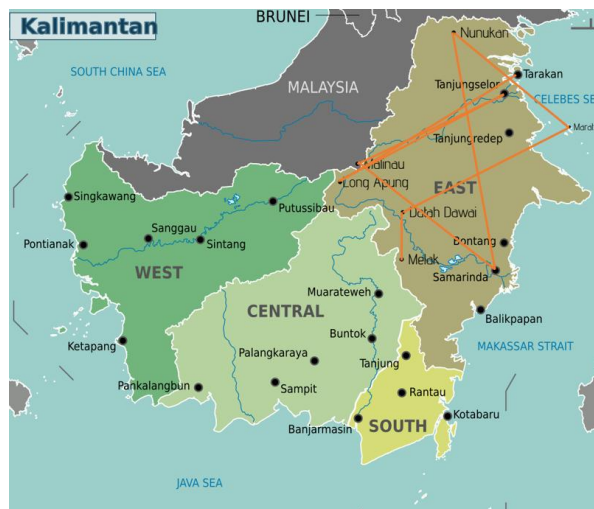 Kalimantan
BRUNEI
Nunukan
SOUTH CHINA SEA
MALAYSIA
Tarakan
Tanjungselor
CELEBES SE
Mara
Tanjungredep
Malinau
Long Apung
EAST
Singkawang
Putussibau
Datah Dawai
Sanggau
Pontianak
Sintang
Bontang
Melak
WEST
Samarinda
Muarateweh
CENTRAL
Balikpapan
Ketapang
Buntok
MAKASSAR STRAIT
Palangkaraya
Tanjung
Pankalangbun
Sampit
Rantau
Kotabaru
Banjarmasin
SOUTH
JAVA SEA